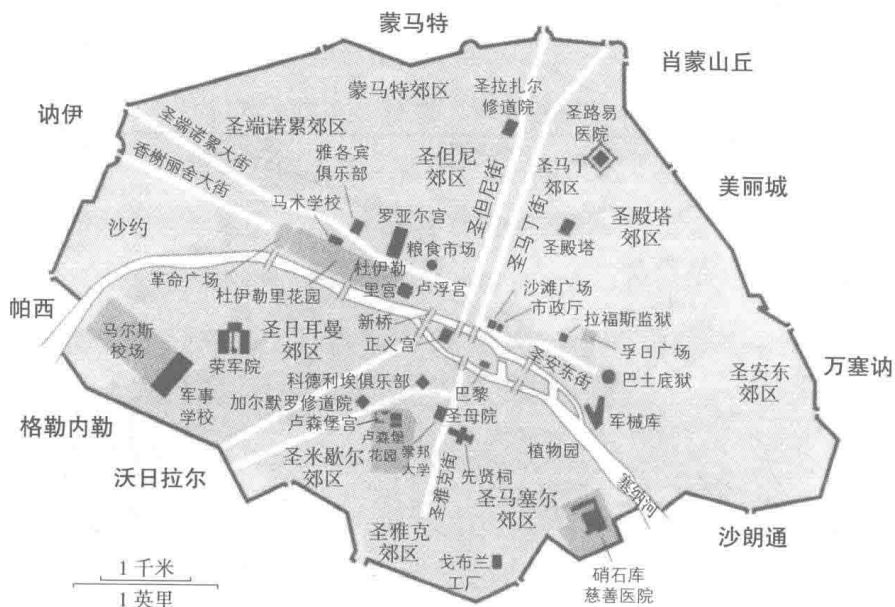 蒙马特
肖蒙山丘
讷伊
美丽城
帕西
万塞讷
格勒内勒
沃日拉尔
沙朗通
蒙马特郊区
圣拉扎尔
修道院
圣路易
医院
圣端诺累郊区
圣端诺累大街
香榭丽舍大街
雅各宾
俱乐部
圣但尼
郊区
圣但尼街
圣马丁
郊区
圣马丁街
马术学校
罗亚尔宫
圣殿塔
圣殿塔
郊区
沙约
粮食市场
革命广场
杜伊勒里花园
杜伊勒
里宫
卢浮宫
沙滩广场
市政厅
拉福斯监狱
孚日广场
马尔斯
校场
圣日耳曼
郊区
新桥
正义宫
圣安东街
荣军院
科德利埃俱乐部
巴黎
圣母院
巴士底狱
圣安东
郊区
军事
学校
加尔默罗修道院
卢森堡宫
卢森堡
花园
索邦
大学
军械库
植物园
先贤祠
圣米歇尔
郊区
圣雅克街
圣马塞尔
郊区
塞纳河
圣雅克
郊区
戈布兰
工厂
硝石库
慈善医院
1 千米
1 英里